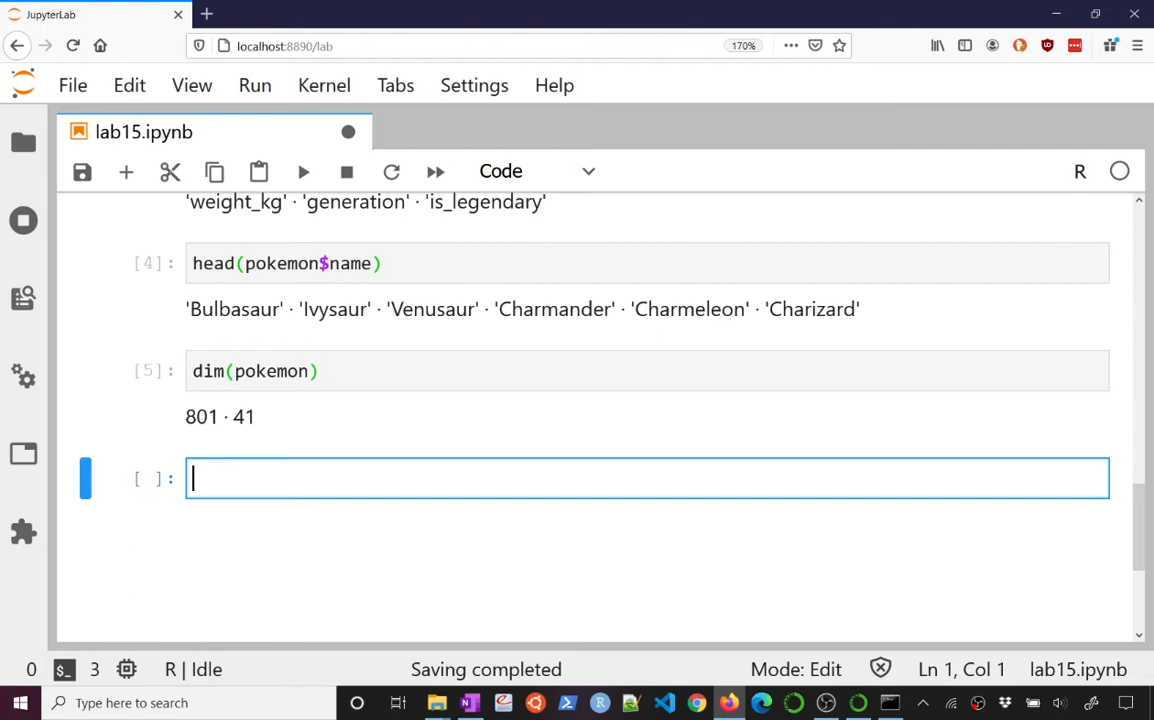 JupyterLab
localhost:8890/lab
170%
File Edit View Run Kernel Tabs Settings Help
lab15.ipynb
Code
R
'weight_kg' · 'generation' · 'is_legendary'
[4]: head(pokemon$name)
'Bulbasaur' · 'Ivysaur' · 'Venusaur' · 'Charmander' · 'Charmeleon' · 'Charizard'
[5]: dim(pokemon)
801 · 41
[ ]:
0 $_ 3 R | Idle Saving completed Mode: Edit Ln 1, Col 1 lab15.ipynb
Type here to search